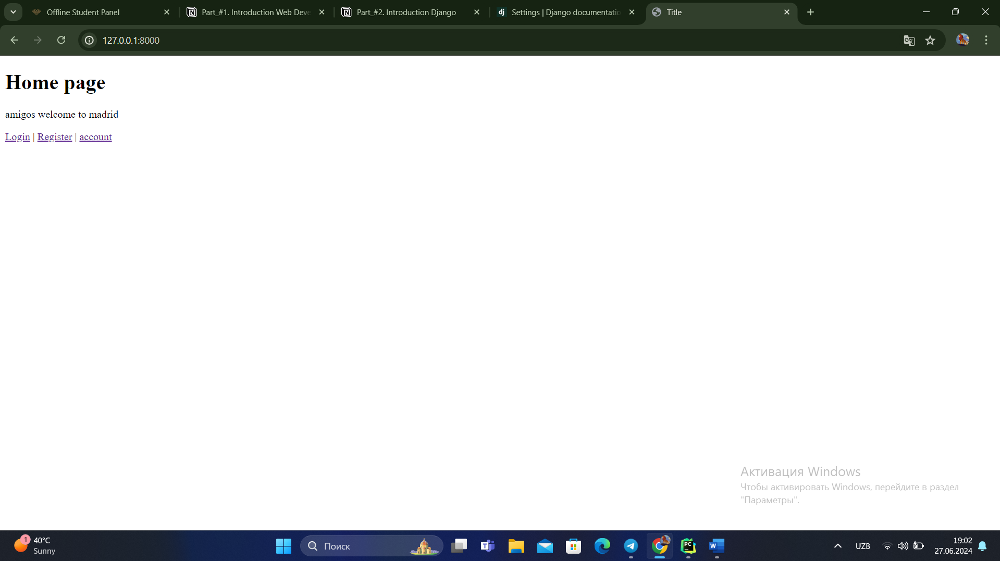 Offline Student Panel
Part_#1. Introduction Web Deve
Part_#2. Introduction Django
dj
Settings | Django documentatio
Title
127.0.0.1:8000
Home page
amigos welcome to madrid
Login | Register | account
Активация Windows
Чтобы активировать Windows, перейдите в раздел
"Параметры".
1
40°C
Sunny
Поиск
T
PC
W
UZB
19:02
27.06.2024